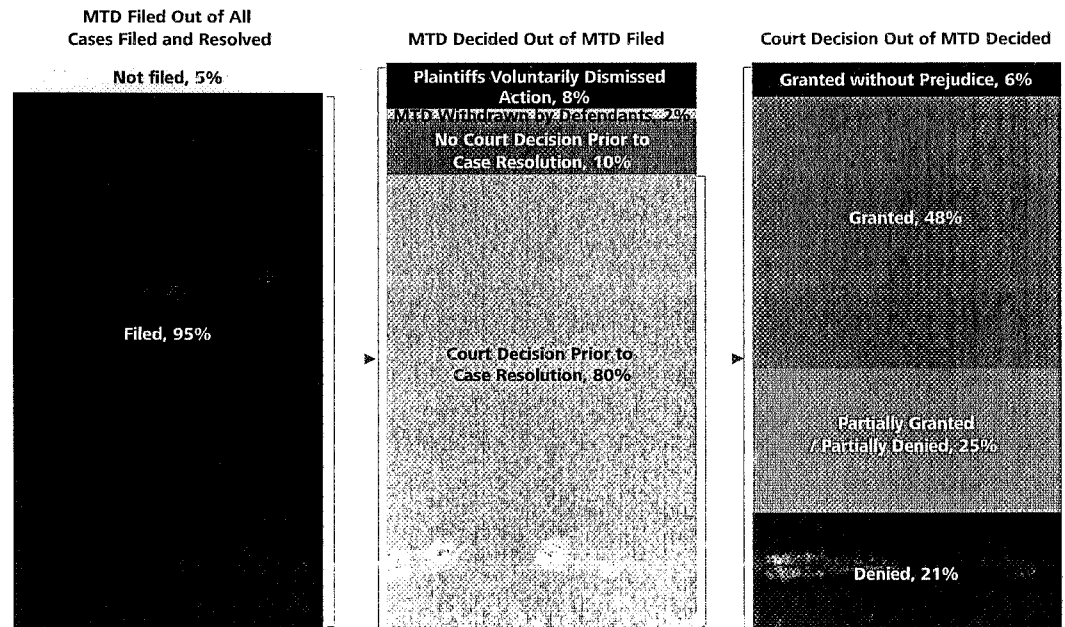 MTD Filed Out of All
Cases Filed and Resolved
Not filed, 5%
Filed, 95%
MTD Decided Out of MTD Filed
Plaintiffs Voluntarily Dismissed
Action, 8%
MTD Withdrawn by Defendants, 2%
No Court Decision Prior to
Case Resolution, 10%
Court Decision Prior to
Case Resolution, 80%
Court Decision Out of MTD Decided
Granted without Prejudice, 6%
Granted, 48%
Partially Granted
/ Partially Denied, 25%
Denied, 21%